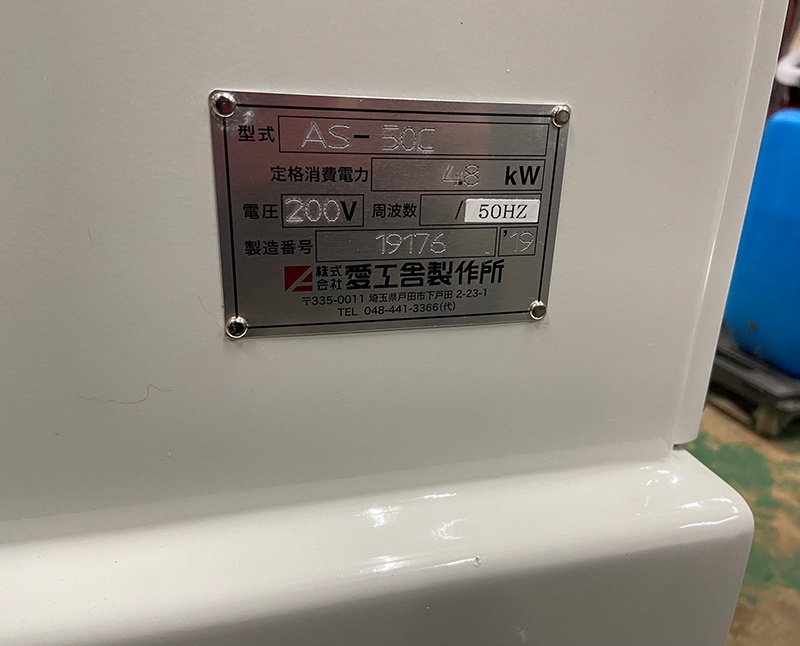 型式 AS-50C
定格消費電力 4.8 kW
電圧 200V 周波数 / 50HZ
製造番号 19176 '19
株式会社 愛工舎製作所
〒335-0011 埼玉県戸田市下戸田 2-23-1
TEL 048-441-3366(代)